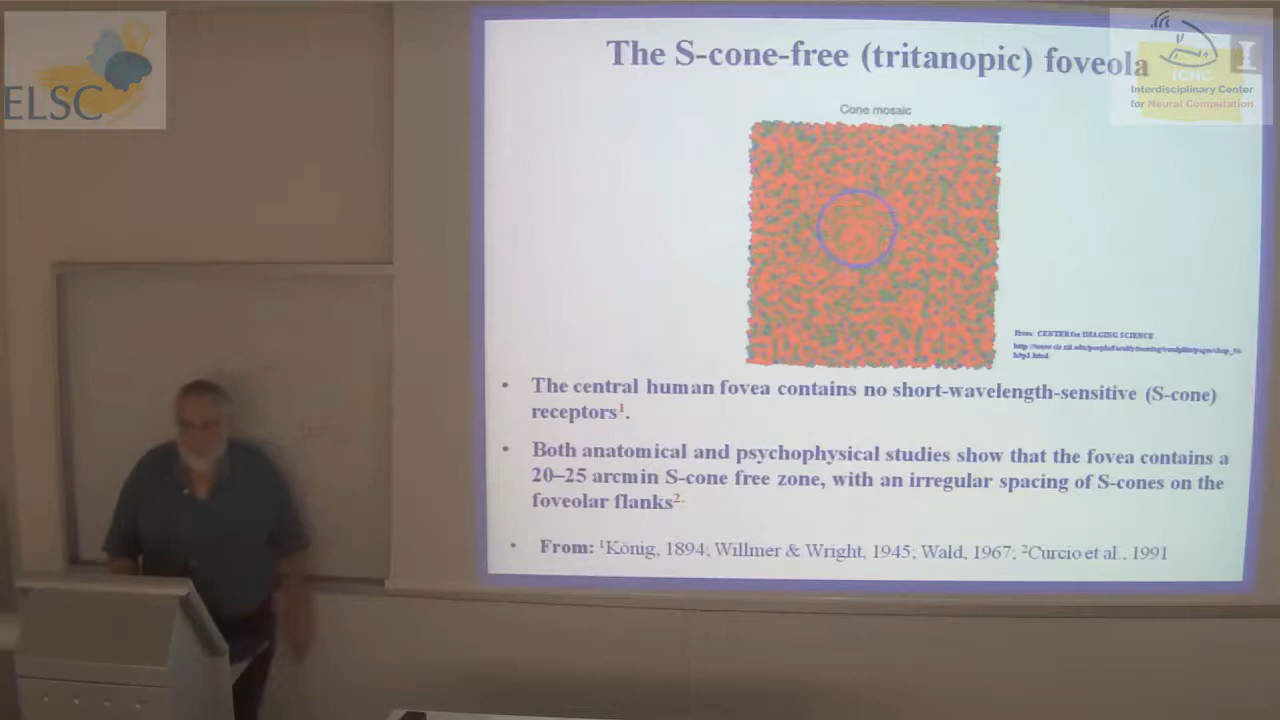 ELSC
The S-cone-free (tritanopic) foveola
ICNC
Interdisciplinary Center
for Neural Computation
Cone mosaic
From: CENTER for IMAGING SCIENCE
• The central human fovea contains no short-wavelength-sensitive (S-cone)
receptors¹.
• Both anatomical and psychophysical studies show that the fovea contains a
20–25 arcmin S-cone free zone, with an irregular spacing of S-cones on the
foveolar flanks².
• From: ¹König, 1894; Willmer & Wright, 1945; Wald, 1967; ²Curcio et al., 1991